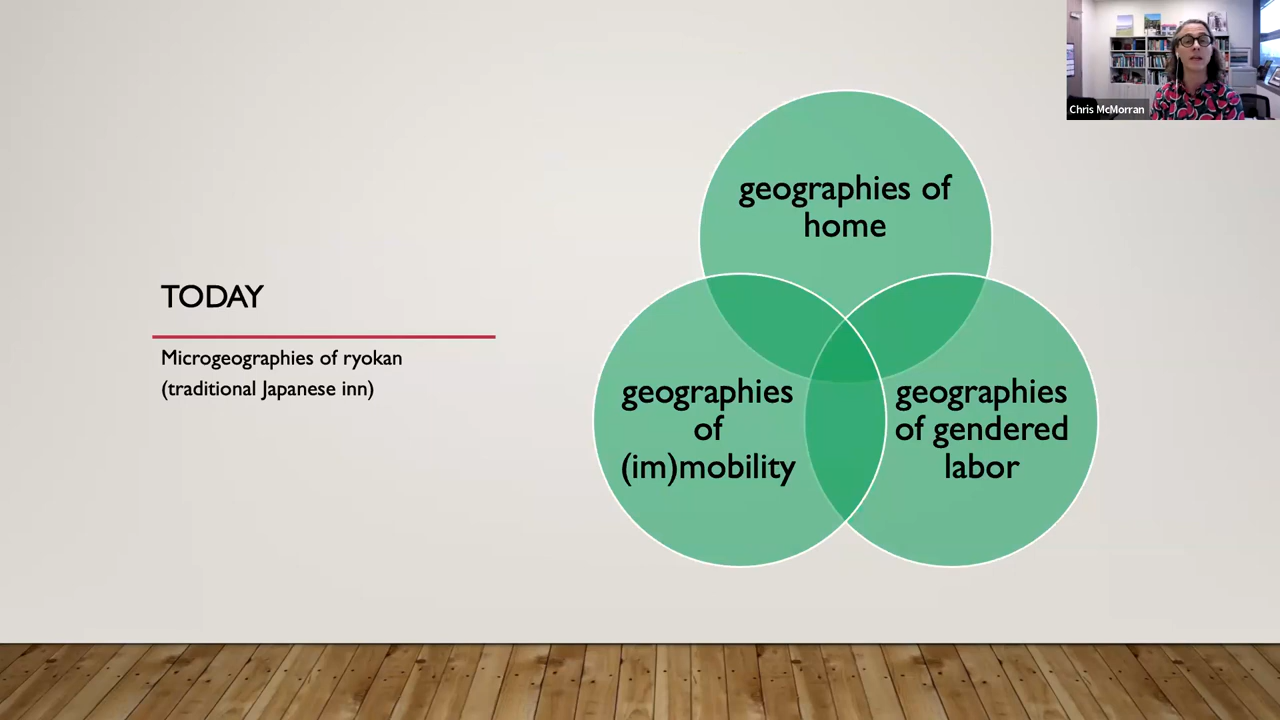 Chris McMorran
TODAY
Microgeographies of ryokan
(traditional Japanese inn)
geographies of
home
geographies
of
(im)mobility
geographies
of gendered
labor